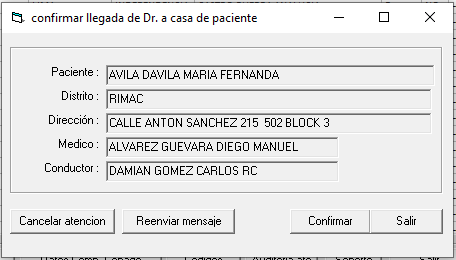 confirmar llegada de Dr. a casa de paciente
Paciente : AVILA DAVILA MARIA FERNANDA
Distrito : RIMAC
Dirección : CALLE ANTON SANCHEZ 215 502 BLOCK 3
Medico : ALVAREZ GUEVARA DIEGO MANUEL
Conductor : DAMIAN GOMEZ CARLOS RC
Cancelar atencion Reenviar mensaje Confirmar Salir